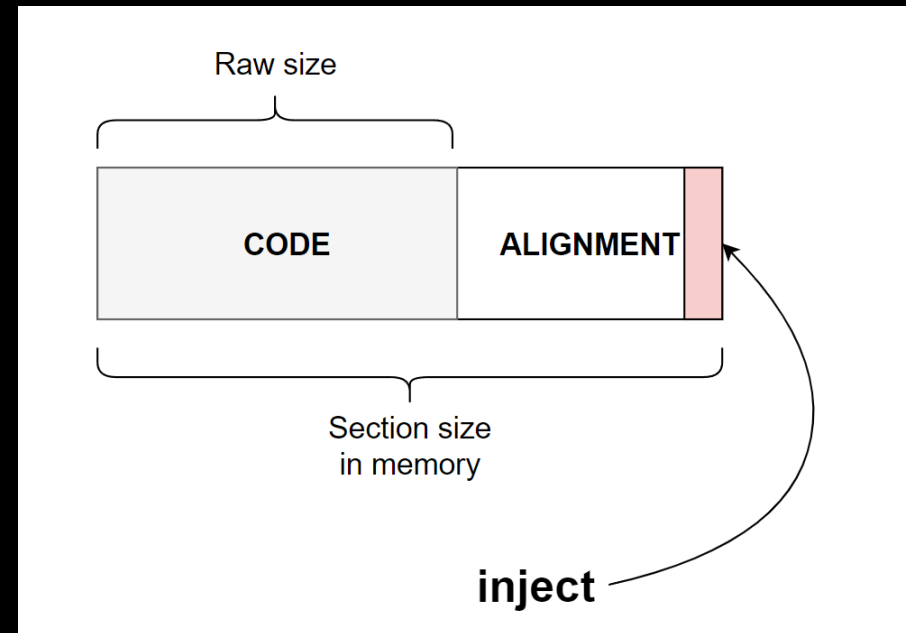 Raw size
CODE
ALIGNMENT
Section size
in memory
inject